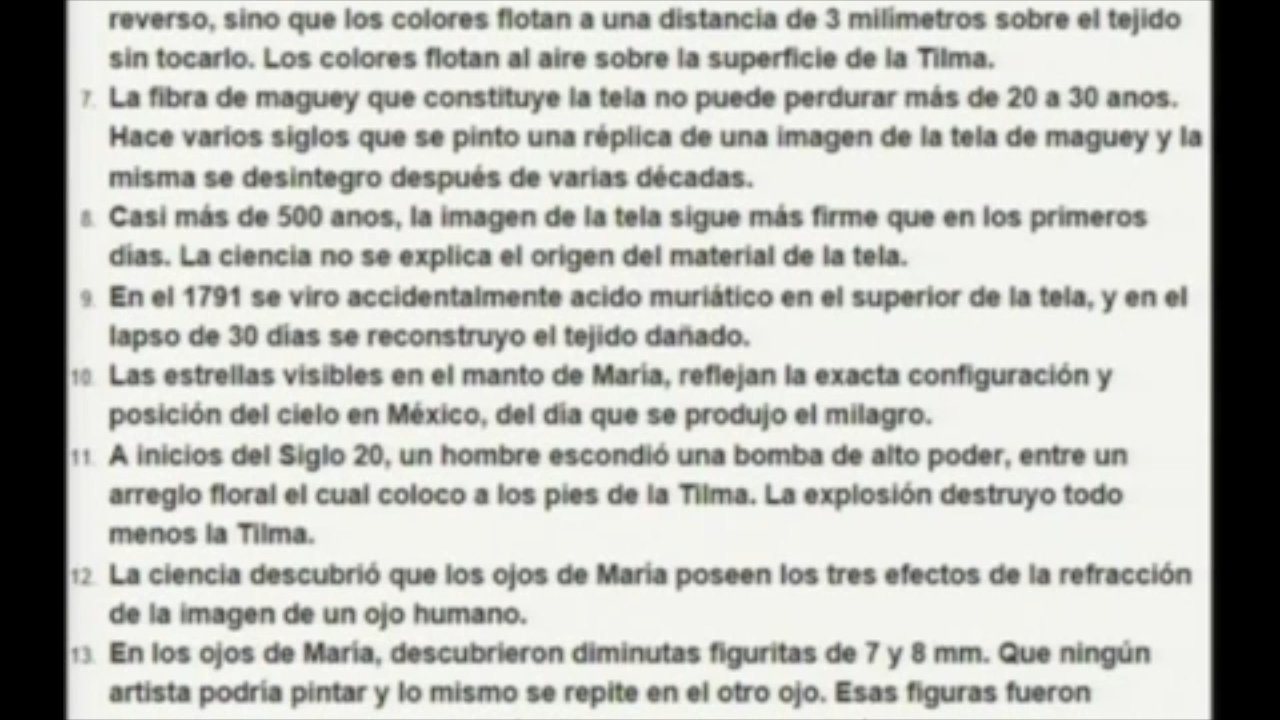 reverso, sino que los colores flotan a una distancia de 3 milímetros sobre el tejido
sin tocarlo. Los colores flotan al aire sobre la superficie de la Tilma.
7. La fibra de maguey que constituye la tela no puede perdurar más de 20 a 30 anos.
Hace varios siglos que se pinto una réplica de una imagen de la tela de maguey y la
misma se desintegro después de varias décadas.
8. Casi más de 500 anos, la imagen de la tela sigue más firme que en los primeros
días. La ciencia no se explica el origen del material de la tela.
9. En el 1791 se viro accidentalmente acido muriático en el superior de la tela, y en el
lapso de 30 días se reconstruyo el tejido dañado.
10. Las estrellas visibles en el manto de María, reflejan la exacta configuración y
posición del cielo en México, del día que se produjo el milagro.
11. A inicios del Siglo 20, un hombre escondió una bomba de alto poder, entre un
arreglo floral el cual coloco a los pies de la Tilma. La explosión destruyo todo
menos la Tilma.
12. La ciencia descubrió que los ojos de María poseen los tres efectos de la refracción
de la imagen de un ojo humano.
13. En los ojos de María, descubrieron diminutas figuritas de 7 y 8 mm. Que ningún
artista podría pintar y lo mismo se repite en el otro ojo. Esas figuras fueron